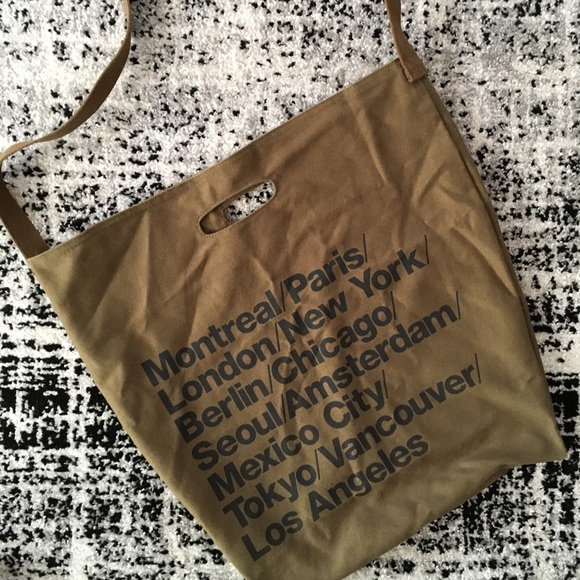 Montreal/Paris/
London/New York/
Berlin/Chicago/
Seoul/Amsterdam/
Mexico City/
Tokyo/Vancouver/
Los Angeles